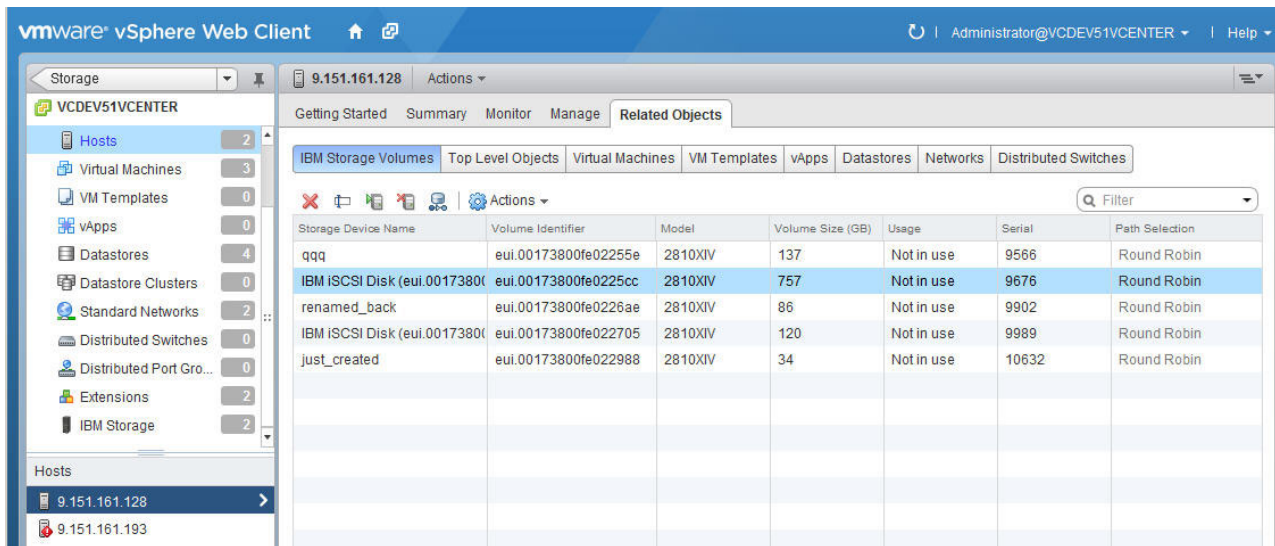 vmware® vSphere Web Client
Administrator@VCDEV51VCENTER
Help
Storage
VCDEV51VCENTER
Hosts 2
Virtual Machines 3
VM Templates 0
vApps 0
Datastores 4
Datastore Clusters 0
Standard Networks 2
Distributed Switches 0
Distributed Port Gro... 0
Extensions 2
IBM Storage 2
Hosts
9.151.161.128
9.151.161.193
9.151.161.128 Actions
Getting Started Summary Monitor Manage Related Objects
IBM Storage Volumes Top Level Objects Virtual Machines VM Templates vApps Datastores Networks Distributed Switches
Actions
Filter
Storage Device Name Volume Identifier Model Volume Size (GB) Usage Serial Path Selection
qqq eui.00173800fe02255e 2810XIV 137 Not in use 9566 Round Robin
IBM iSCSI Disk (eui.00173800 eui.00173800fe0225cc 2810XIV 757 Not in use 9676 Round Robin
renamed_back eui.00173800fe0226ae 2810XIV 86 Not in use 9902 Round Robin
IBM iSCSI Disk (eui.00173800 eui.00173800fe022705 2810XIV 120 Not in use 9989 Round Robin
just_created eui.00173800fe022988 2810XIV 34 Not in use 10632 Round Robin